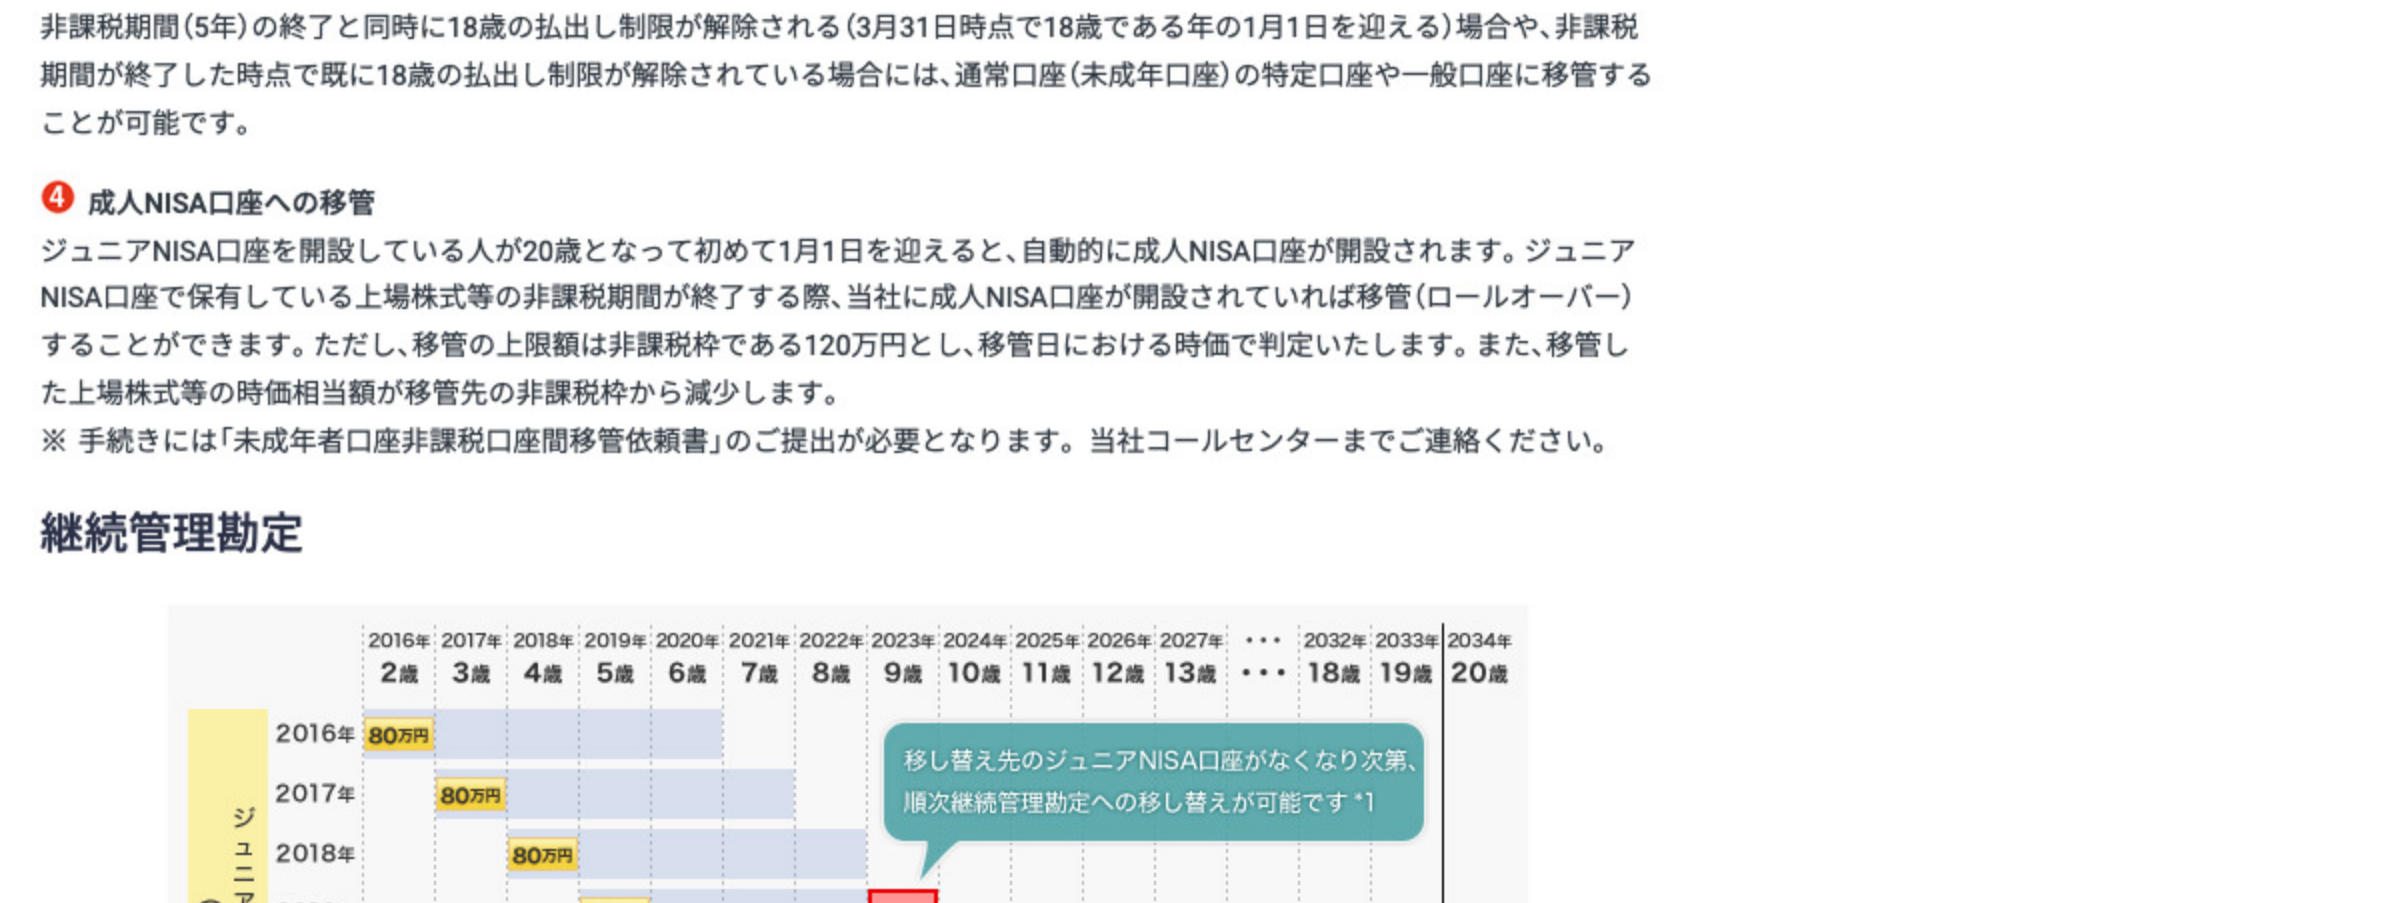 非課税期間（5年）の終了と同時に18歳の払出し制限が解除される（3月31日時点で18歳である年の1月1日を迎える）場合や、非課税
期間が終了した時点で既に18歳の払出し制限が解除されている場合には、通常口座（未成年口座）の特定口座や一般口座に移管する
ことが可能です。
4 成人NISA口座への移管
ジュニアNISA口座を開設している人が20歳となって初めて1月1日を迎えると、自動的に成人NISA口座が開設されます。ジュニア
NISA口座で保有している上場株式等の非課税期間が終了する際、当社に成人NISA口座が開設されていれば移管（ロールオーバー）
することができます。ただし、移管の上限額は非課税枠である120万円とし、移管日における時価で判定いたします。また、移管し
た上場株式等の時価相当額が移管先の非課税枠から減少します。
※ 手続きには「未成年者口座非課税口座間移管依頼書」のご提出が必要となります。当社コールセンターまでご連絡ください。
継続管理勘定
2016年 2017年 2018年 2019年 2020年 2021年 2022年 2023年 2024年 2025年 2026年 2027年 ・・・ 2032年 2033年 2034年
2歳 3歳 4歳 5歳 6歳 7歳 8歳 9歳 10歳 11歳 12歳 13歳 ・・・ 18歳 19歳 20歳
2016年 80万円
移し替え先のジュニアNISA口座がなくなり次第、
順次継続管理勘定への移し替えが可能です *1
2017年 80万円
2018年 80万円
ジュニア